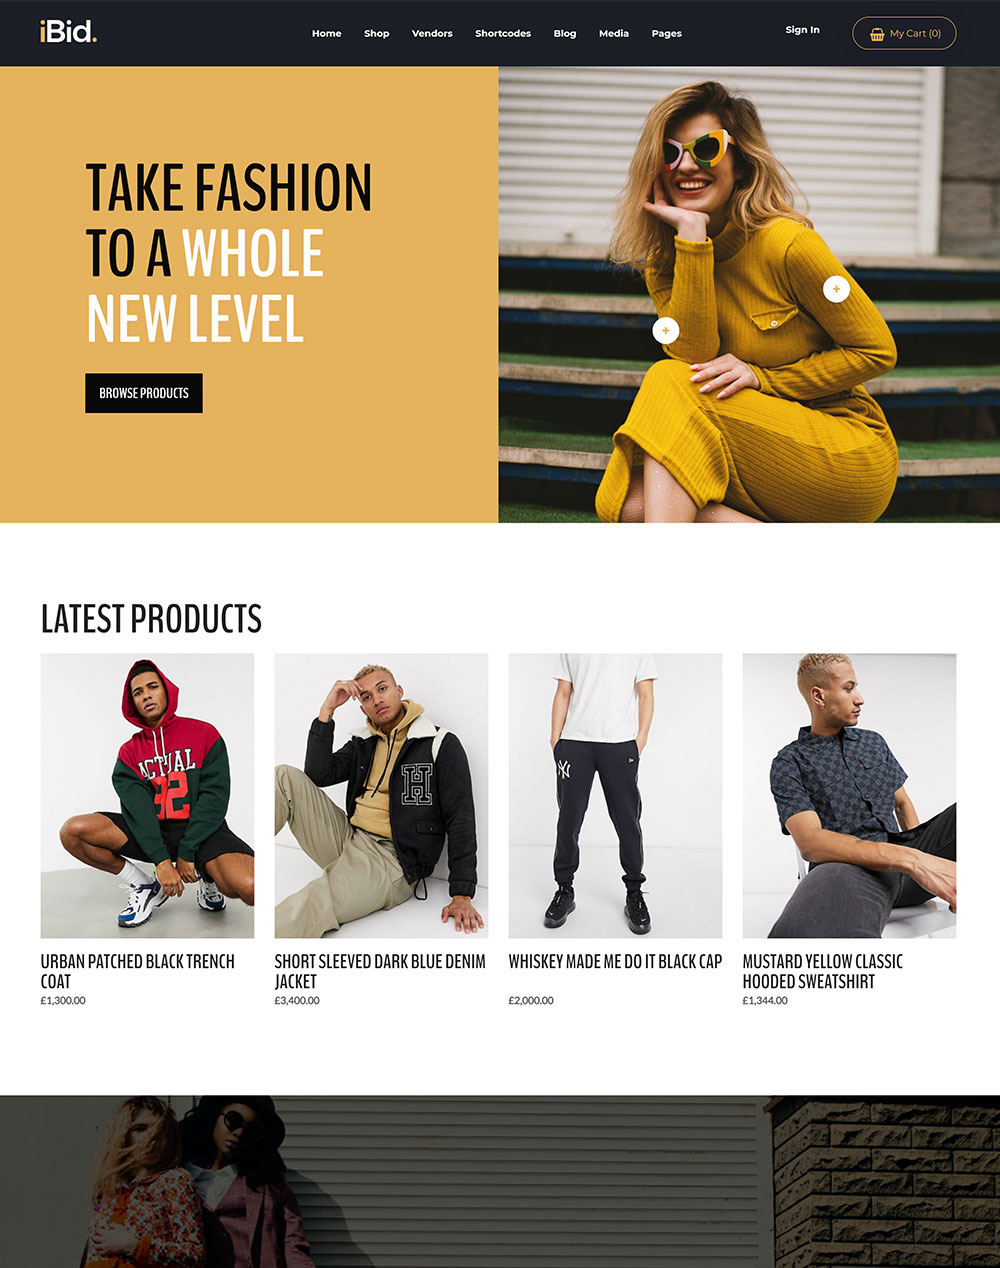 iBid.
Home Shop Vendors Shortcodes Blog Media Pages Sign In My Cart (0)
TAKE FASHION
TO A WHOLE
NEW LEVEL
BROWSE PRODUCTS
LATEST PRODUCTS
ACTUAL
92
H
NY
URBAN PATCHED BLACK TRENCH
COAT
£1,300.00
SHORT SLEEVED DARK BLUE DENIM
JACKET
£3,400.00
WHISKEY MADE ME DO IT BLACK CAP
£2,000.00
MUSTARD YELLOW CLASSIC
HOODED SWEATSHIRT
£1,344.00